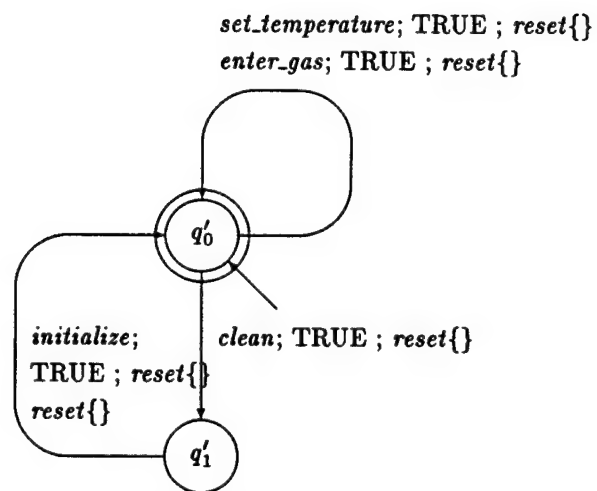 set_temperature; TRUE ; reset{}
enter_gas; TRUE ; reset{}
q′0
initialize;
TRUE ; reset{}
reset{}
clean; TRUE ; reset{}
q′1